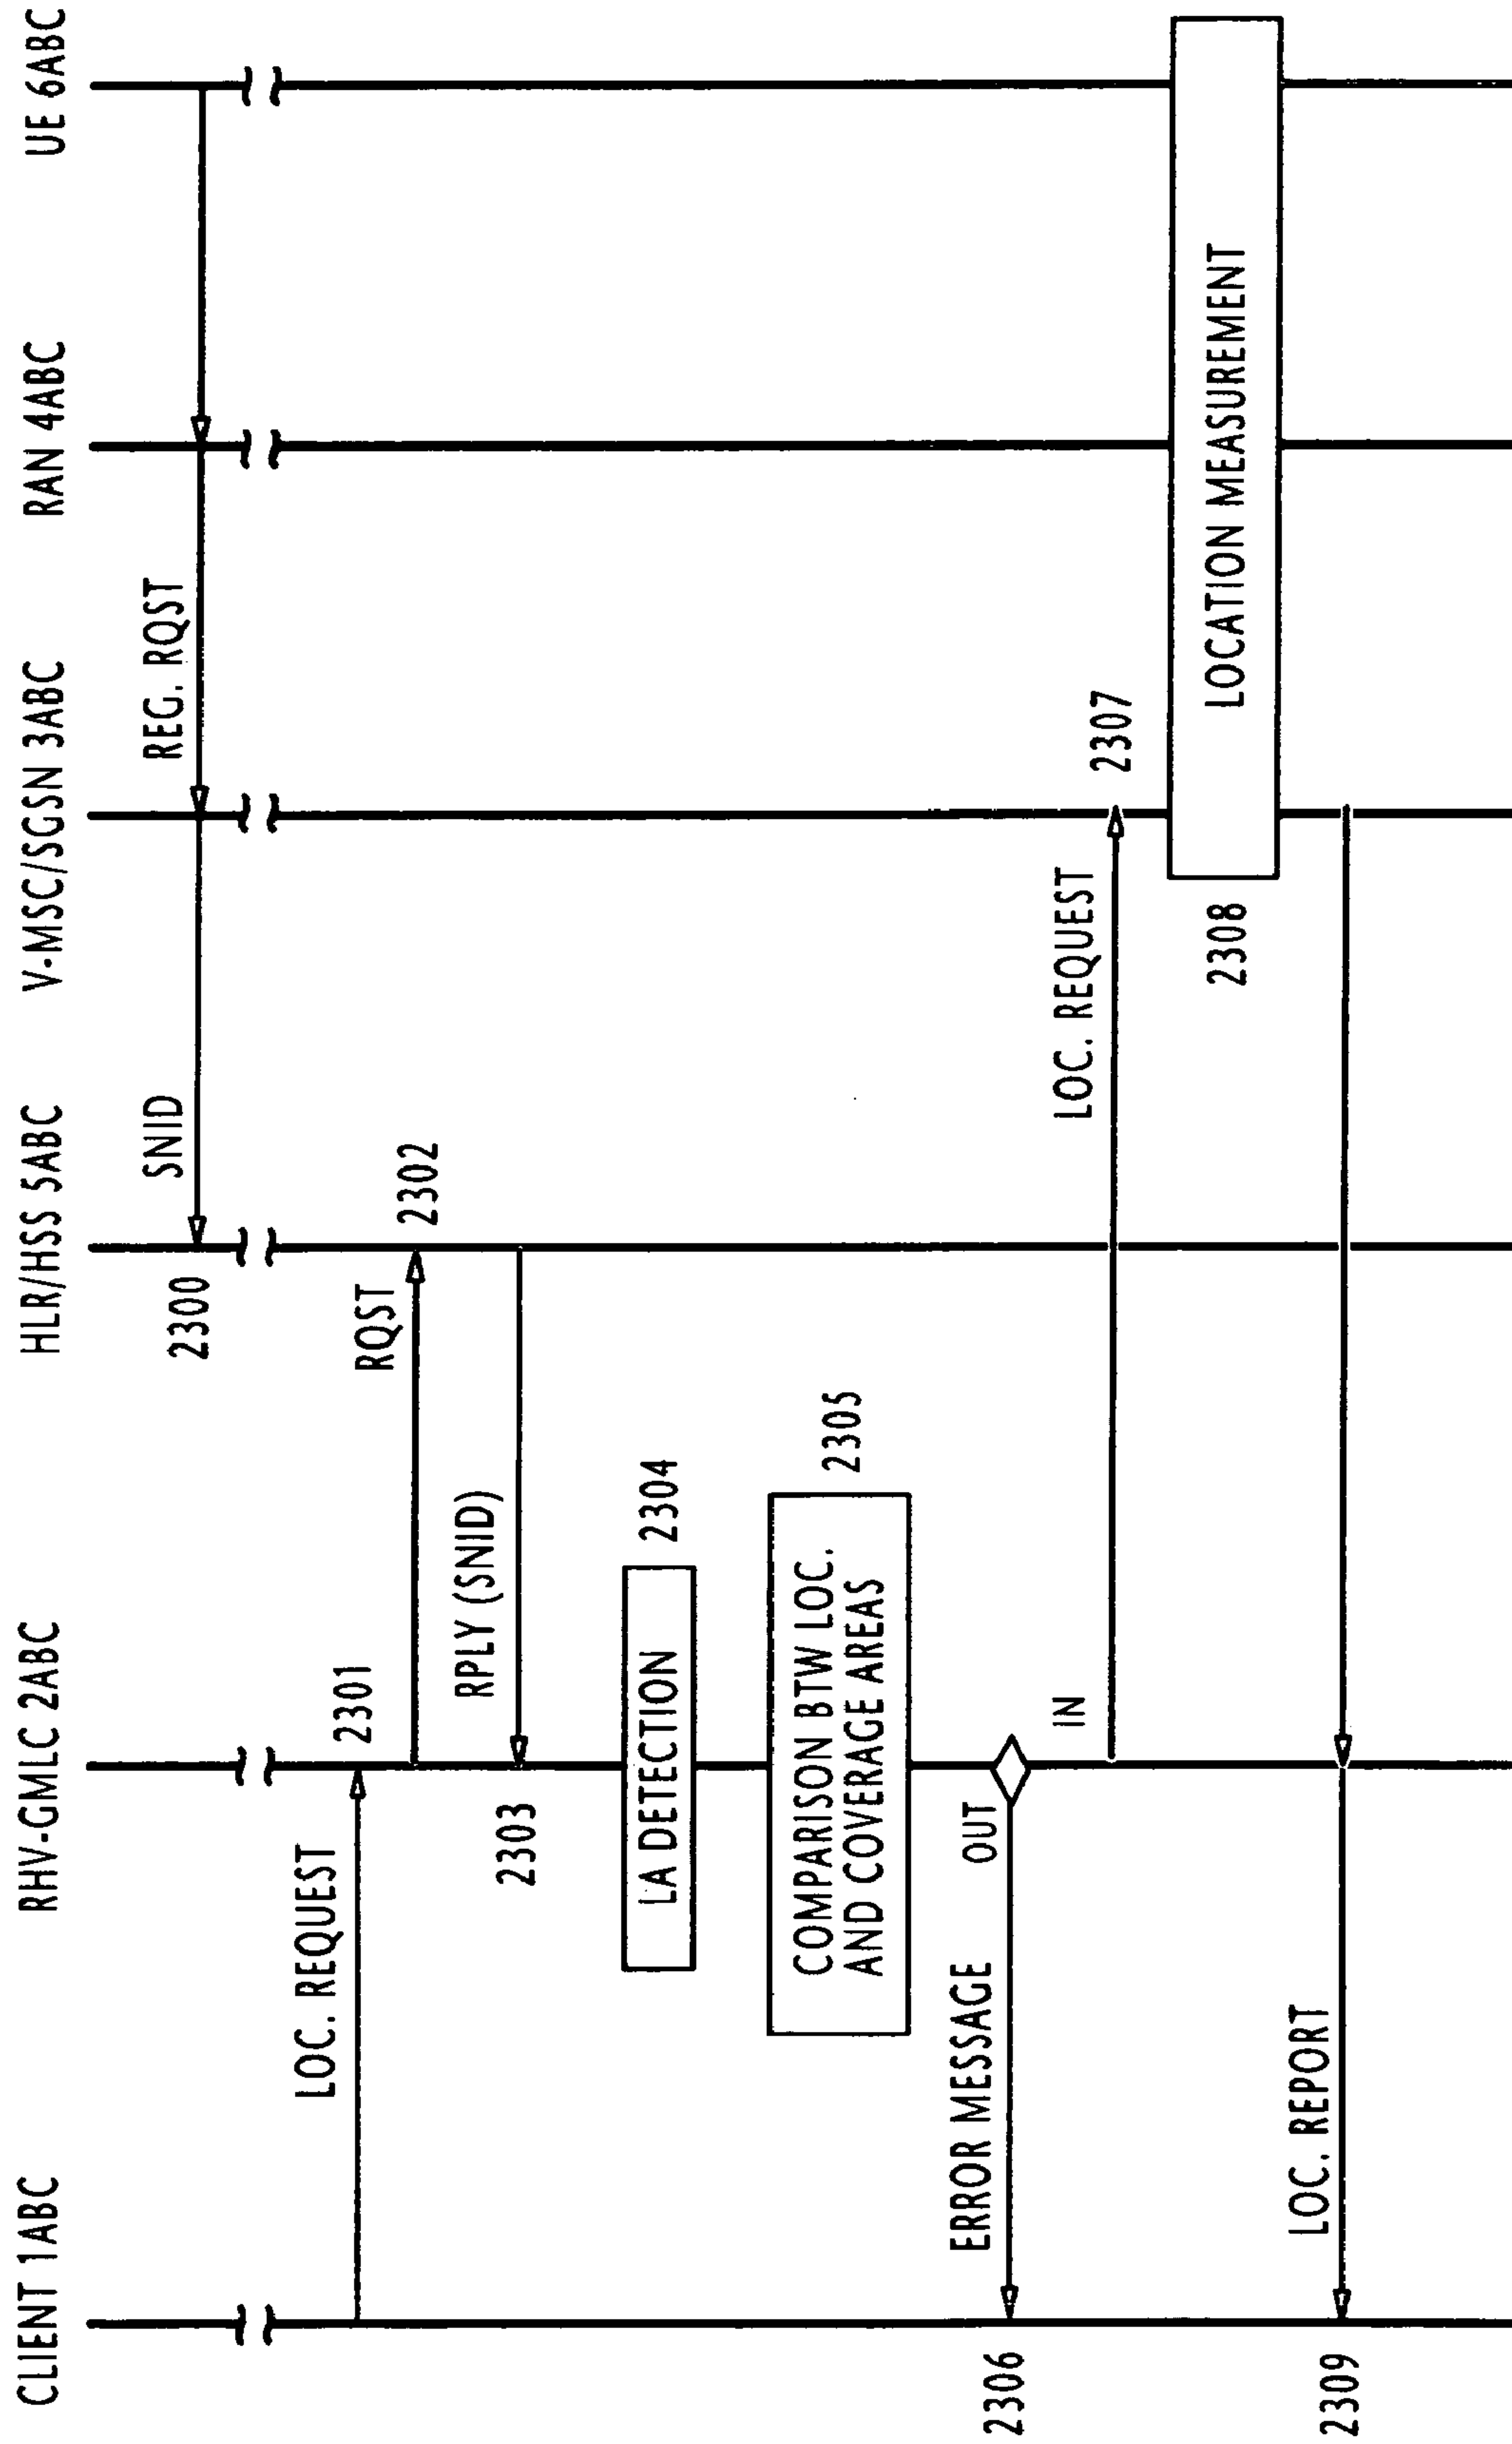 CLIENT 1ABC
RHV-GMLC 2ABC
HLR/HSS 5ABC
V-MSC/SGSN 3ABC
RAN 4ABC
UE 6ABC
SNID
REG. RQST
2300
LOC. REQUEST
2301
RQST
2302
RPLY (SNID)
2303
LA DETECTION
2304
COMPARISON BTW LOC.
AND COVERAGE AREAS
2305
ERROR MESSAGE
OUT
IN
2306
LOC. REQUEST
2307
2308
LOCATION MEASUREMENT
LOC. REPORT
2309